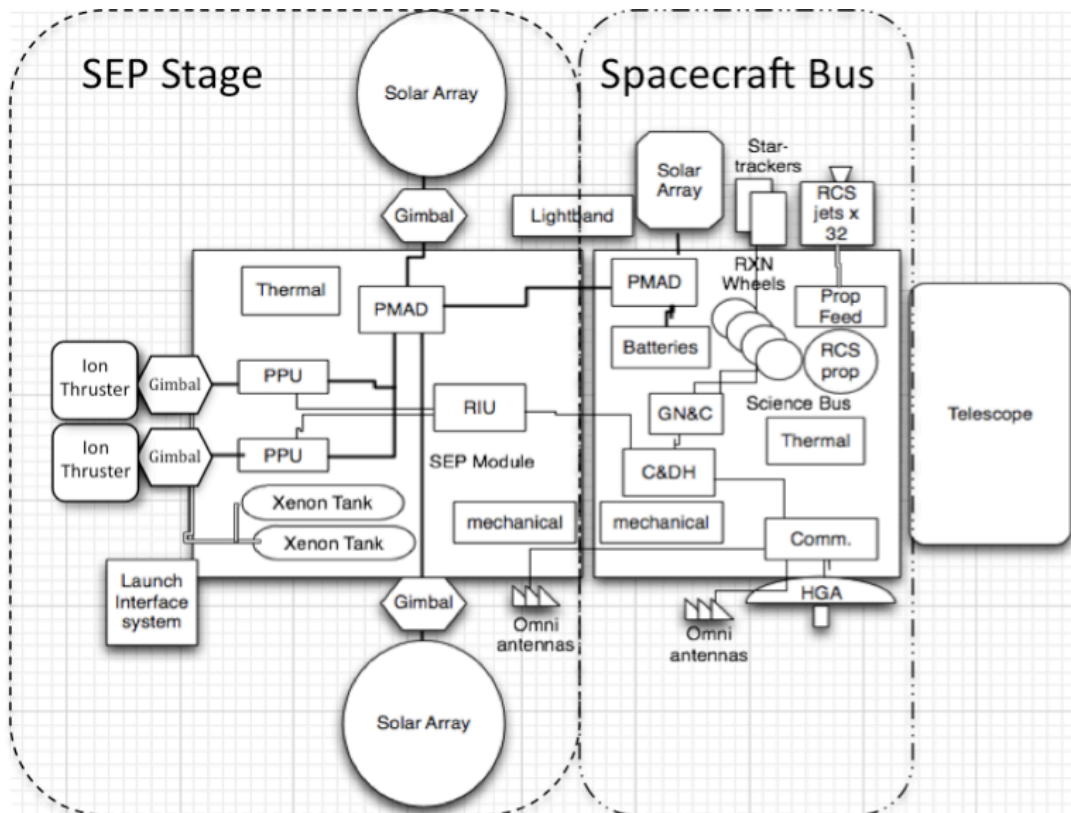 SEP Stage
Spacecraft Bus
Solar Array
Gimbal
Lightband
Solar
Array
Star-
trackers
RCS
jets x
32
Thermal
PMAD
PMAD
RXN
Wheels
Prop
Feed
Batteries
RCS
prop
Ion
Thruster
Gimbal
PPU
RIU
GN&C
Science Bus
Thermal
Telescope
Ion
Thruster
Gimbal
PPU
SEP Module
C&DH
Xenon Tank
Xenon Tank
mechanical
mechanical
Comm.
Launch
Interface
system
Gimbal
Omni
antennas
Omni
antennas
HGA
Solar Array